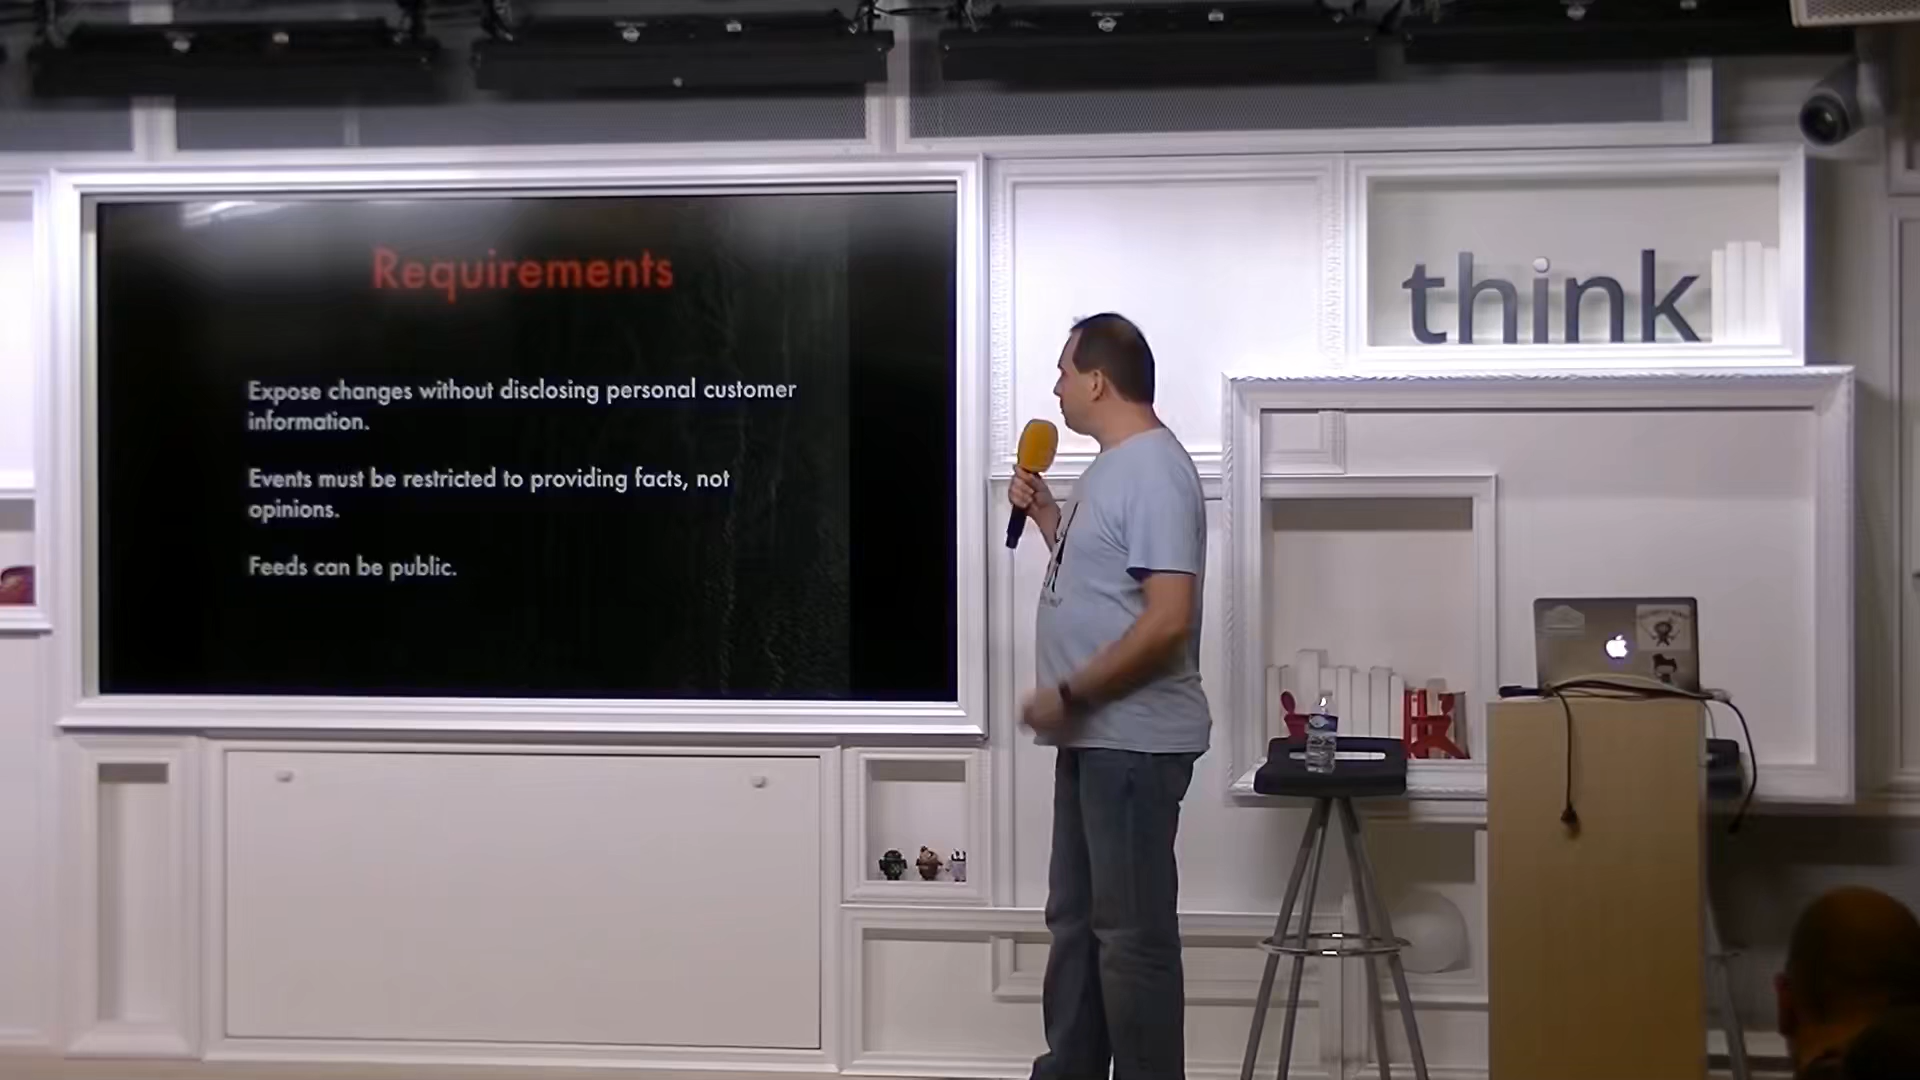 Requirements
think
Expose changes without disclosing personal customer
information.
Events must be restricted to providing facts, not
opinions.
Feeds can be public.